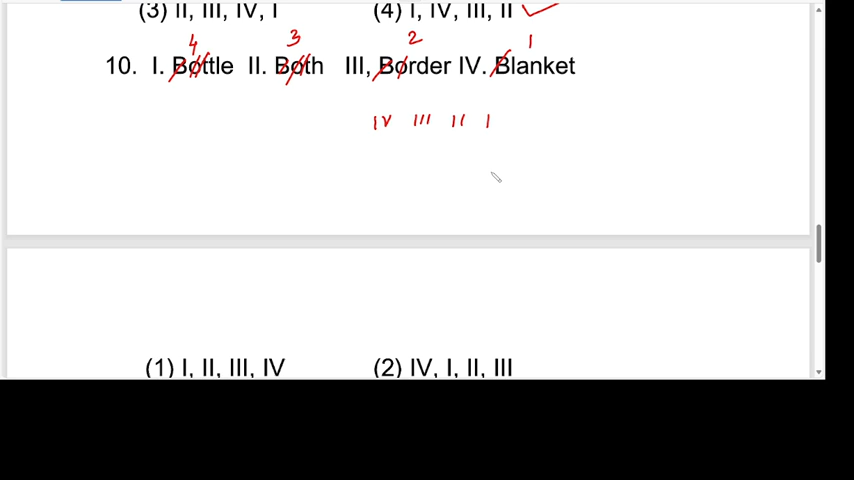 (3) II, III, IV, I (4) I, IV, III, II
4 3 2 1
10. I. Bottle II. Both III, Border IV. Blanket
IV III II I
(1) I, II, III, IV (2) IV, I, II, III